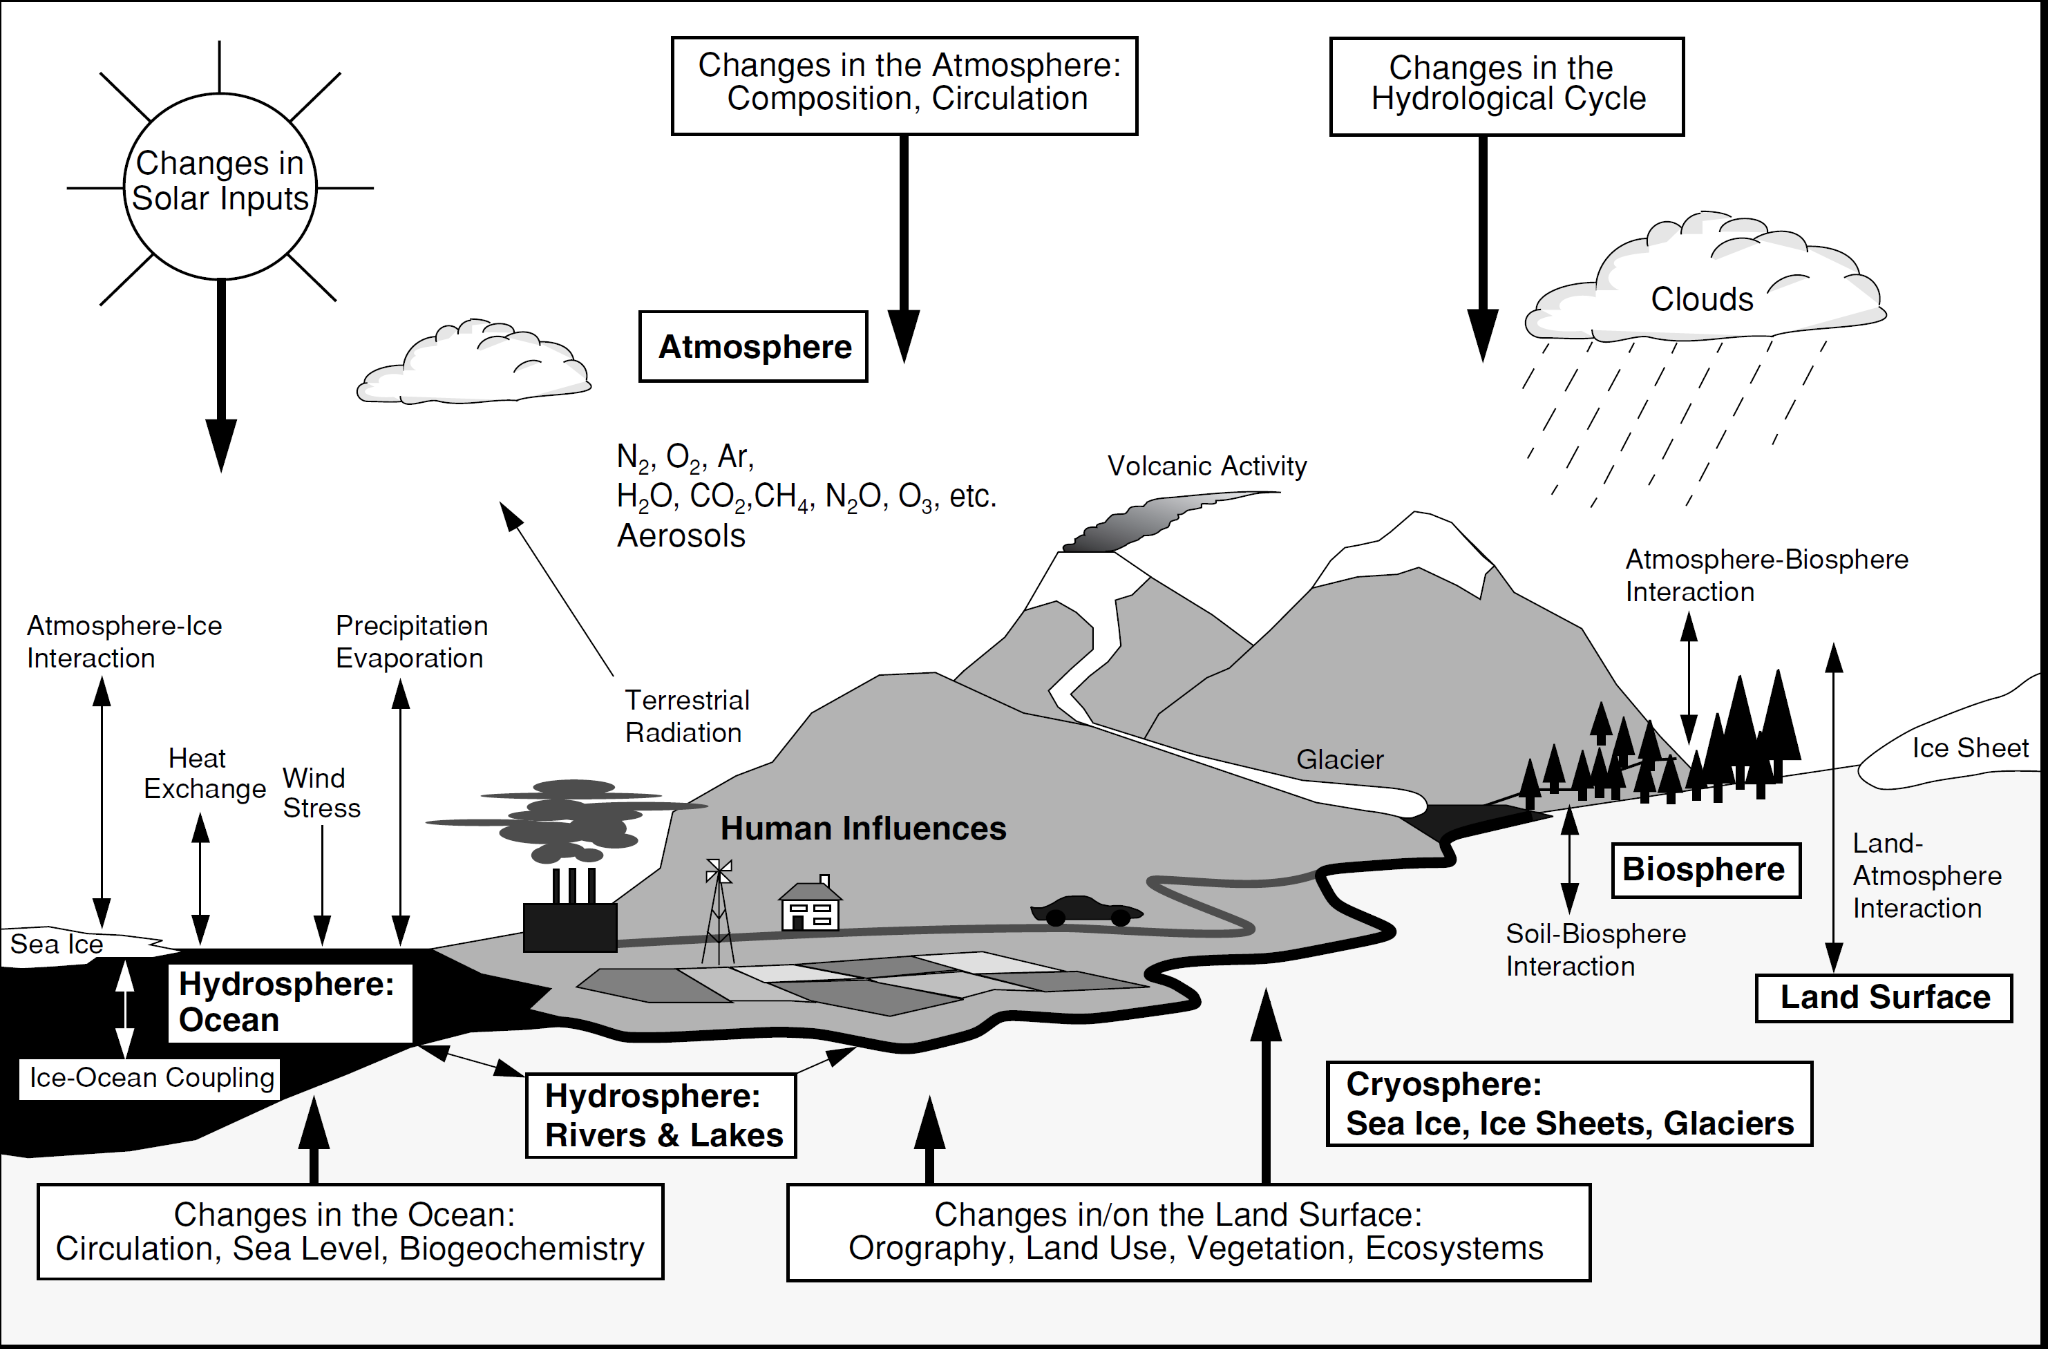 Changes in the Atmosphere:
Composition, Circulation
Changes in the
Hydrological Cycle
Changes in
Solar Inputs
Clouds
Atmosphere
N₂, O₂, Ar,
H₂O, CO₂,CH₄, N₂O, O₃, etc.
Aerosols
Volcanic Activity
Atmosphere-Biosphere
Interaction
Atmosphere-Ice
Interaction
Precipitation
Evaporation
Terrestrial
Radiation
Heat
Exchange
Wind
Stress
Glacier
Ice Sheet
Human Influences
Biosphere
Land-
Atmosphere
Interaction
Soil-Biosphere
Interaction
Sea Ice
Hydrosphere:
Ocean
Land Surface
Ice-Ocean Coupling
Hydrosphere:
Rivers & Lakes
Cryosphere:
Sea Ice, Ice Sheets, Glaciers
Changes in the Ocean:
Circulation, Sea Level, Biogeochemistry
Changes in/on the Land Surface:
Orography, Land Use, Vegetation, Ecosystems